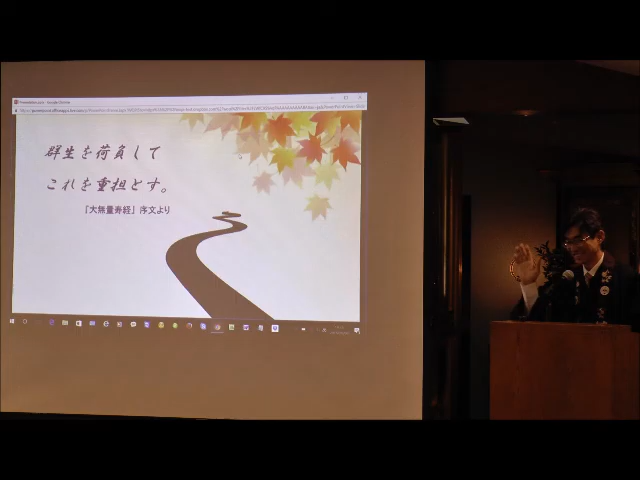 群生を荷負して
これを重担とす。
『大無量寿経』序文より